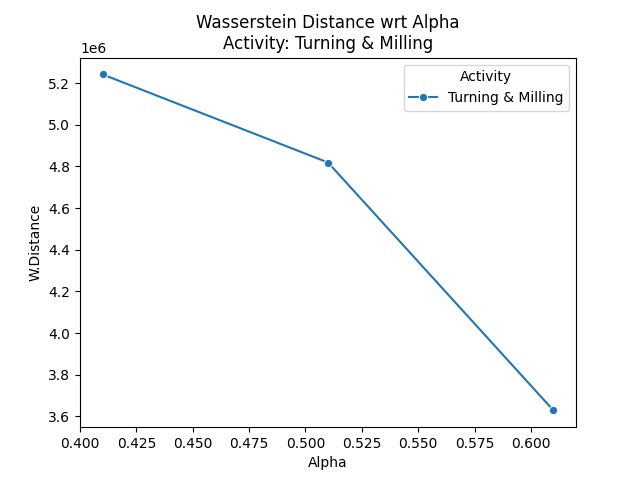 Wasserstein Distance wrt Alpha
Activity: Turning & Milling
1e6
Activity
Turning & Milling
5.2
5.0
4.8
4.6
4.4
4.2
4.0
3.8
3.6
W.Distance
0.400 0.425 0.450 0.475 0.500 0.525 0.550 0.575 0.600
Alpha